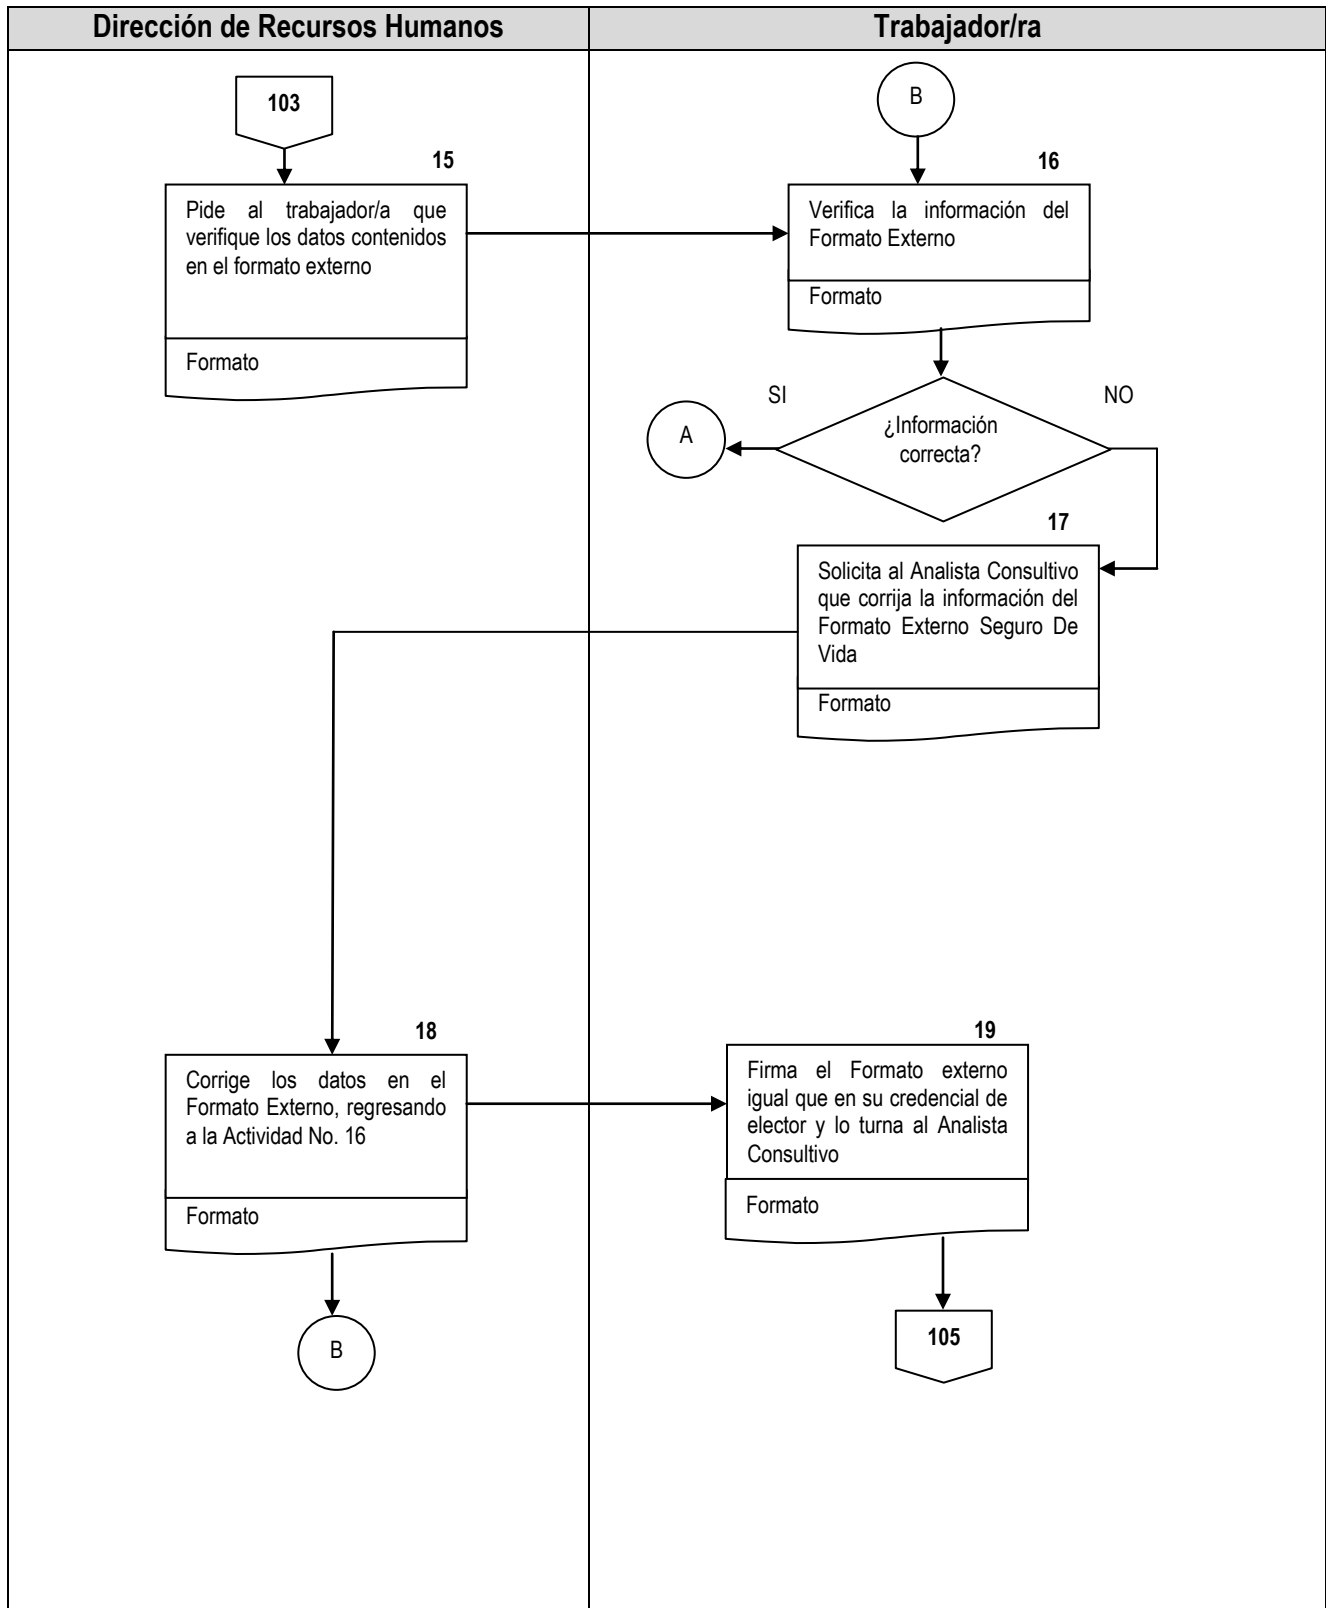 Dirección de Recursos Humanos
Trabajador/ra
103
B
15
Pide al trabajador/a que
verifique los datos contenidos
en el formato externo
Formato
16
Verifica la información del
Formato Externo
Formato
SI
NO
A
¿Información
correcta?
17
Solicita al Analista Consultivo
que corrija la información del
Formato Externo Seguro De
Vida
Formato
18
Corrige los datos en el
Formato Externo, regresando
a la Actividad No. 16
Formato
19
Firma el Formato externo
igual que en su credencial de
elector y lo turna al Analista
Consultivo
Formato
B
105